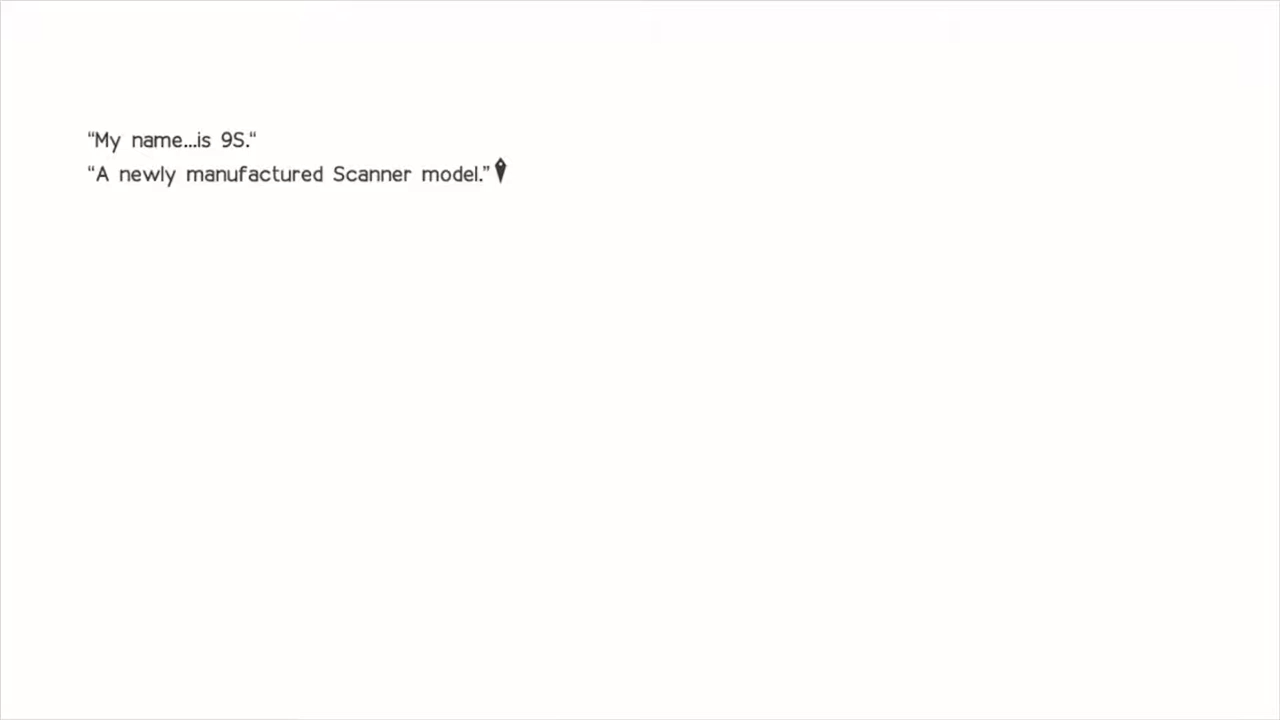 “My name...is 9S.“
“A newly manufactured Scanner model.”